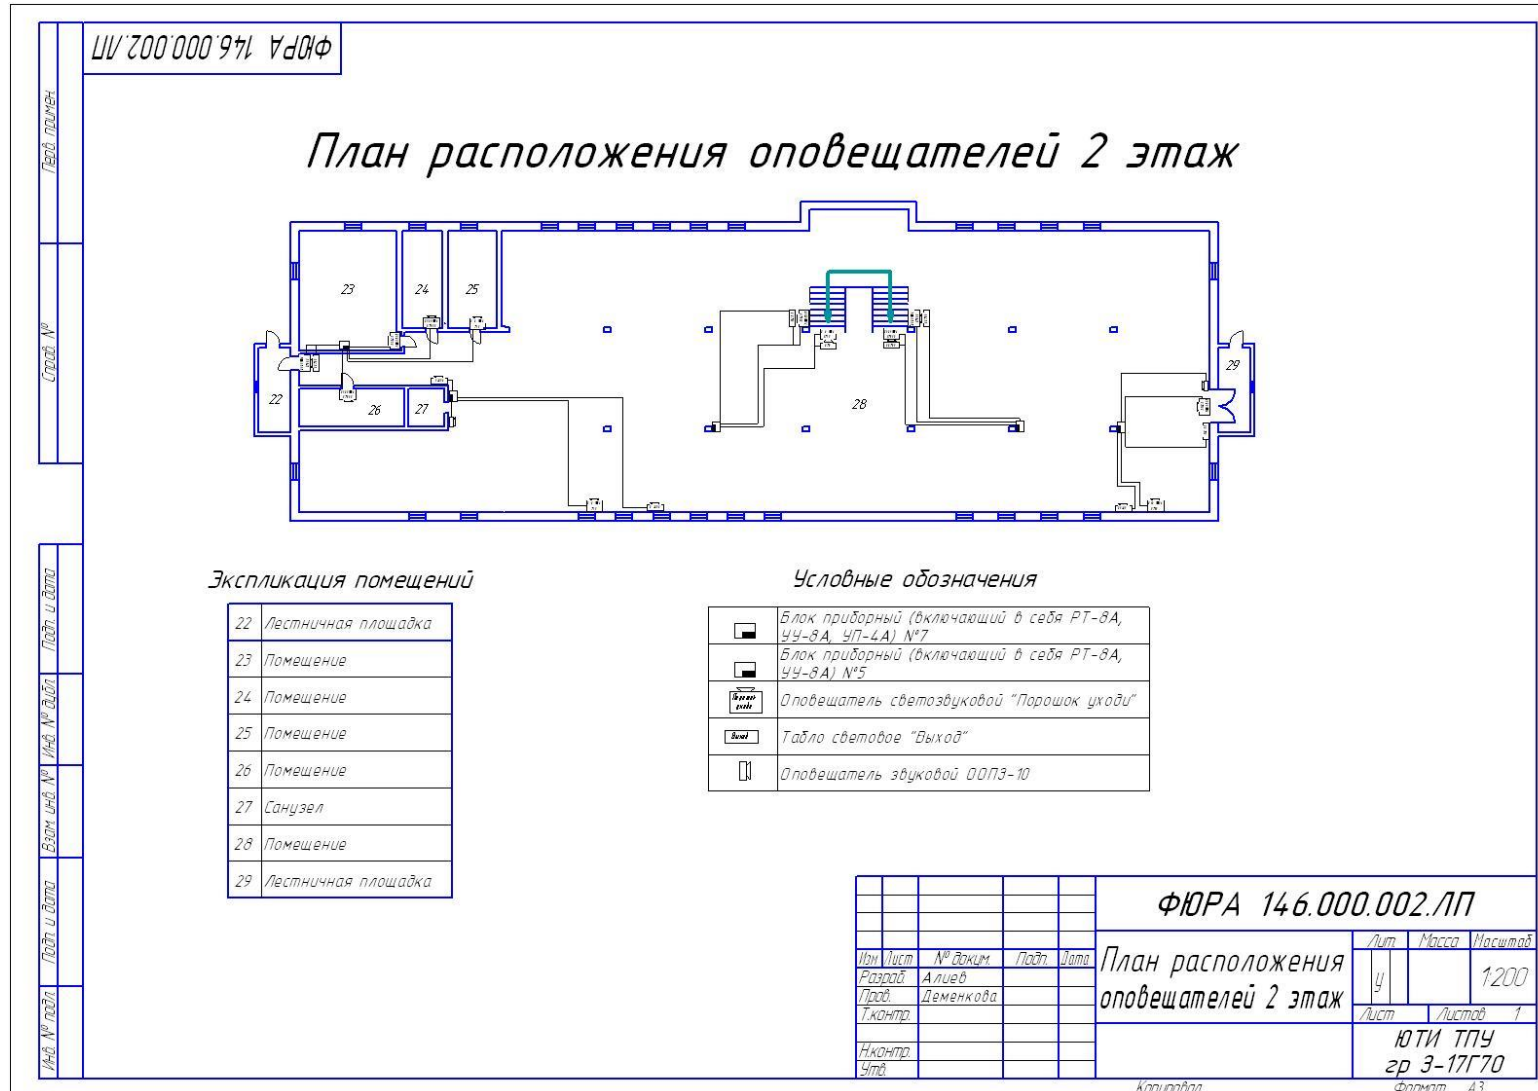 ФЮРА 146.000.002.ЛП
Перв. примен.
Справ. №
Подп. и дата
Инв. № дубл.
Взам. инв. №
Подп. и дата
Инв. № подл.
План расположения оповещателей 2 этаж
23
24
25
22
26
27
28
29
Экспликация помещений
22 Лестничная площадка
23 Помещение
24 Помещение
25 Помещение
26 Помещение
27 Санузел
28 Помещение
29 Лестничная площадка
Условные обозначения
Блок приборный (включающий в себя РТ-8А,
УУ-8А, УП-4А) №7
Блок приборный (включающий в себя РТ-8А,
УУ-8А) №5
Порошок
уходи
Оповещатель светозвуковой "Порошок уходи"
Выход
Табло световое "Выход"
Оповещатель звуковой ООПЗ-10
ФЮРА 146.000.002.ЛП
Изм Лист № докум. Подп. Дата
Разраб. Алиев
Пров. Деменкова
Т.контр.
Н.контр.
Утв.
План расположения
оповещателей 2 этаж
Лит. Масса Масштаб
У 1:200
Лист Листов 1
ЮТИ ТПУ
гр З-17Г70
Копировал Формат А3